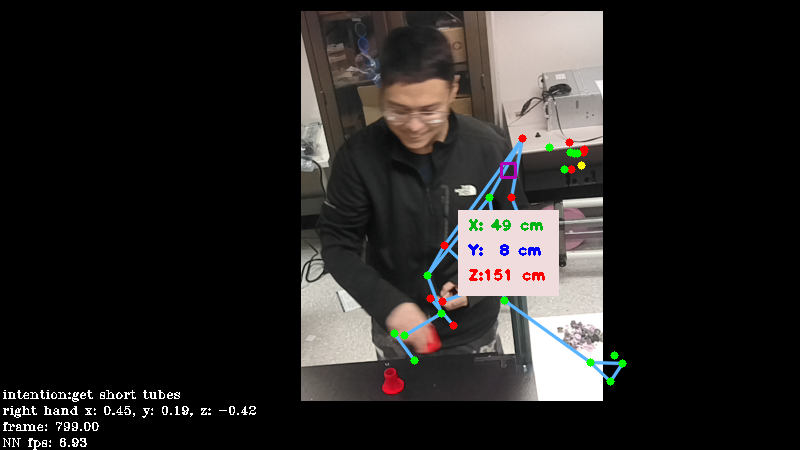 X: 49 cm
Y: 8 cm
Z:151 cm
intention:get short tubes
right hand x: 0.45, y: 0.19, z: −0.42
frame: 799.00
NN fps: 6.93